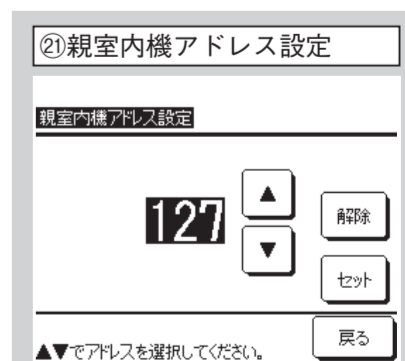 ㉑親室内機アドレス設定
親室内機アドレス設定
127
▲
▼
解除
セット
戻る
▲▼でアドレスを選択してください。